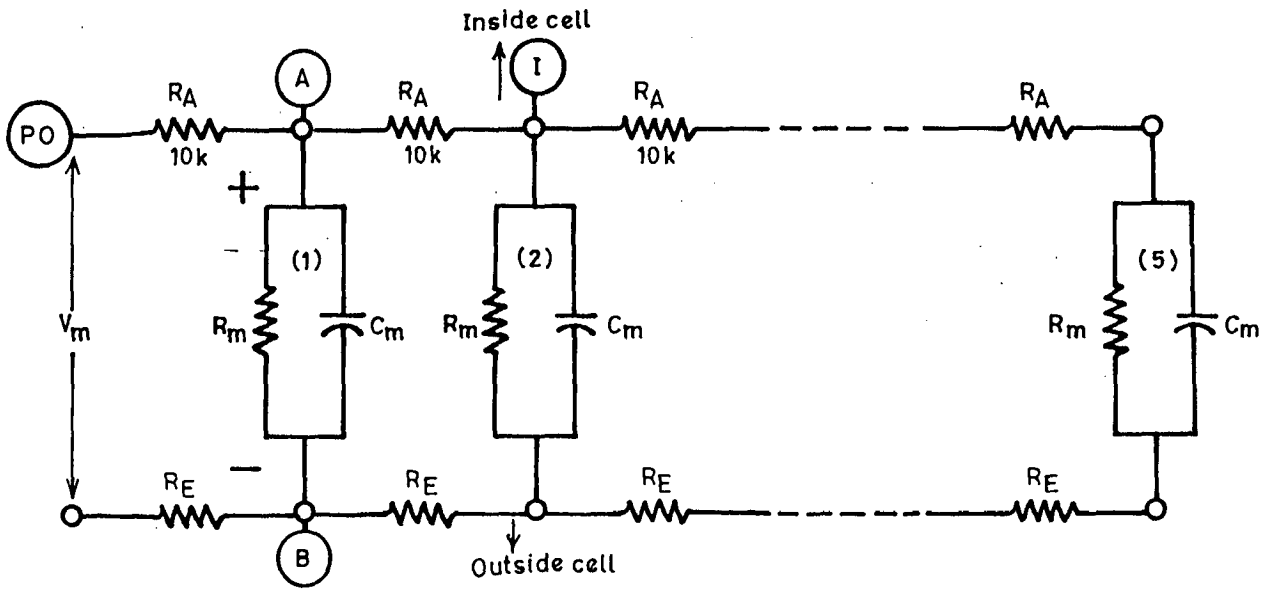 Inside cell
PO
R_A
10k
A
R_A
10k
I
R_A
10k
R_A
+
(1)
(2)
(5)
V_m
R_m
C_m
R_m
C_m
R_m
C_m
−
R_E
R_E
R_E
R_E
B
Outside cell